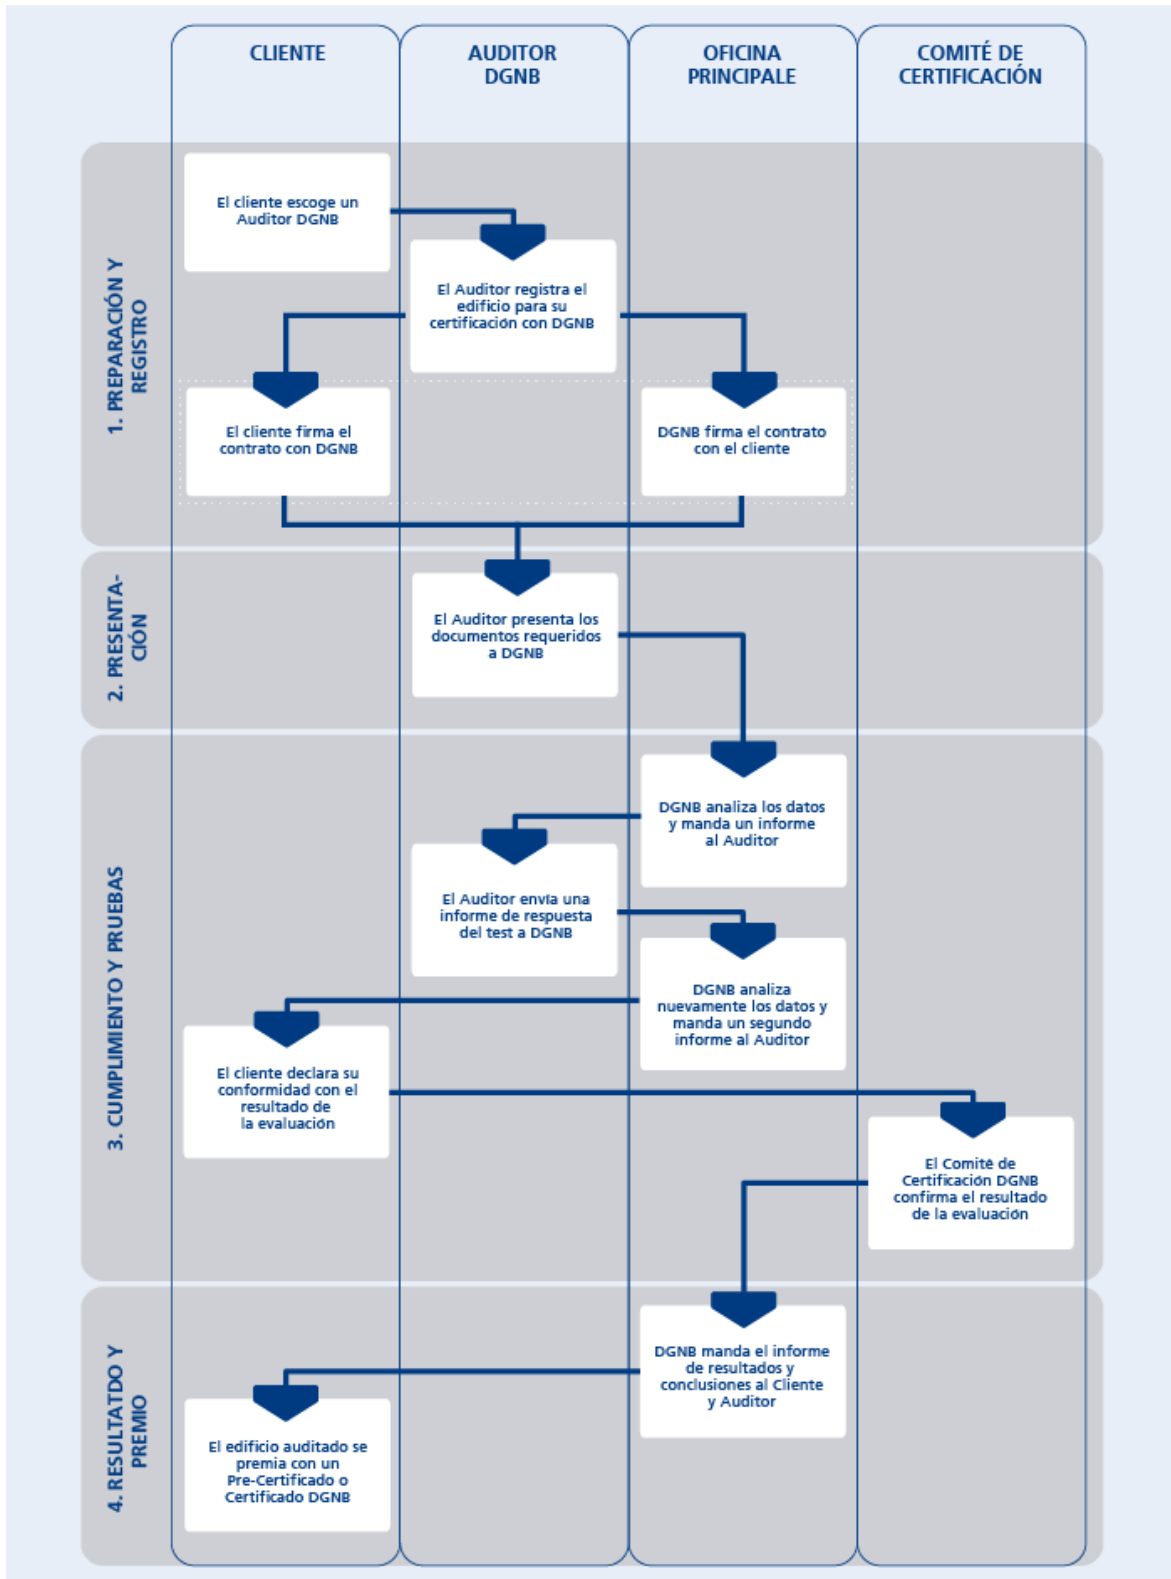 CLIENTE
AUDITOR
DGNB
OFICINA
PRINCIPALE
COMITÉ DE
CERTIFICACIÓN
1. PREPARACIÓN Y
REGISTRO
El cliente escoge un
Auditor DGNB
El Auditor registra el
edificio para su
certificación con DGNB
El cliente firma el
contrato con DGNB
DGNB firma el contrato
con el cliente
2. PRESENTA-
CIÓN
El Auditor presenta los
documentos requeridos
a DGNB
3. CUMPLIMIENTO Y PRUEBAS
DGNB analiza los datos
y manda un informe
al Auditor
El Auditor envía una
informe de respuesta
del test a DGNB
DGNB analiza
nuevamente los datos y
manda un segundo
informe al Auditor
El cliente declara su
conformidad con el
resultado de
la evaluación
El Comité de
Certificación DGNB
confirma el resultado
de la evaluación
4. RESULTATDO Y
PREMIO
DGNB manda el informe
de resultados y
conclusiones al Cliente
y Auditor
El edificio auditado se
premia con un
Pre-Certificado o
Certificado DGNB